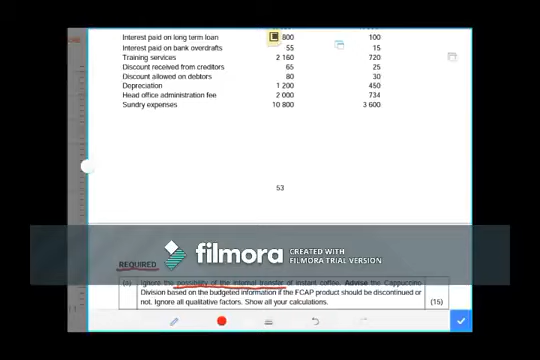 Interest paid on long term loan 800 100
Interest paid on bank overdrafts 55 15
Training services 2 160 720
Discount received from creditors 65 25
Discount allowed on debtors 80 30
Depreciation 1 200 450
Head office administration fee 2 000 734
Sundry expenses 10 800 3 600
53
filmora CREATED WITH
FILMORA TRIAL VERSION
REQUIRED
(a) Ignore the possibility of the internal transfer of instant coffee. Advise the Cappuccino
Division based on the budgeted information if the FCAP product should be discontinued or
not. Ignore all qualitative factors. Show all your calculations. (15)